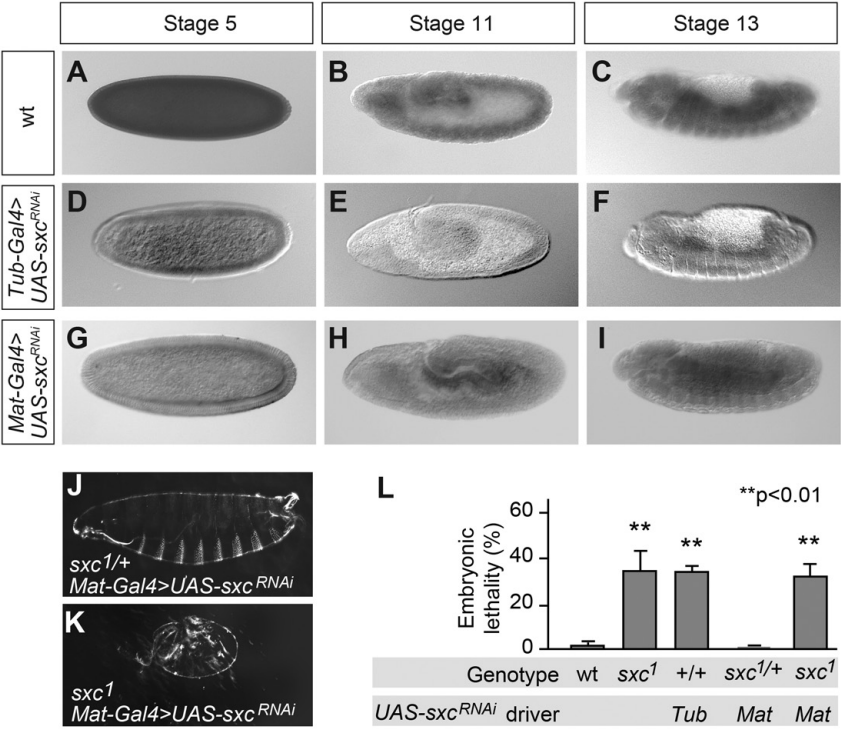 Stage 5
Stage 11
Stage 13
wt
A
B
C
Tub-Gal4>
UAS-sxcRNAi
D
E
F
Mat-Gal4>
UAS-sxcRNAi
G
H
I
J
sxc1/+
Mat-Gal4>UAS-sxcRNAi
K
sxc1
Mat-Gal4>UAS-sxcRNAi
L
**p<0.01
Embryonic
lethality (%)
60
40
20
0
**
**
**
Genotype wt sxc1 +/+ sxc1/+ sxc1
UAS-sxcRNAi driver Tub Mat Mat